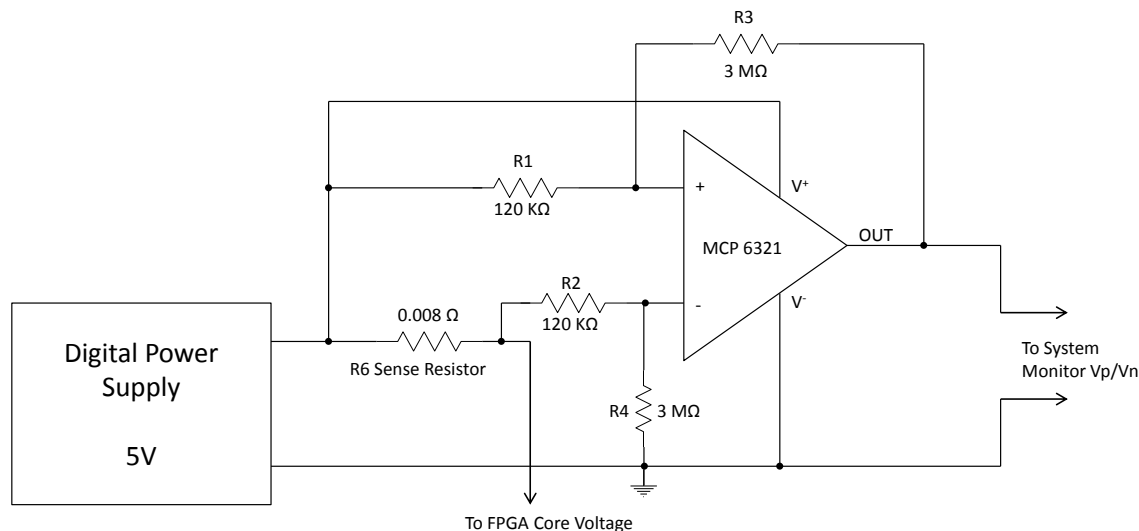 R3
3 MΩ
R1
120 KΩ
+
V+
MCP 6321
OUT
R2
120 KΩ
-
V-
0.008 Ω
R6 Sense Resistor
Digital Power
Supply
5V
R4
3 MΩ
To System
Monitor Vp/Vn
To FPGA Core Voltage